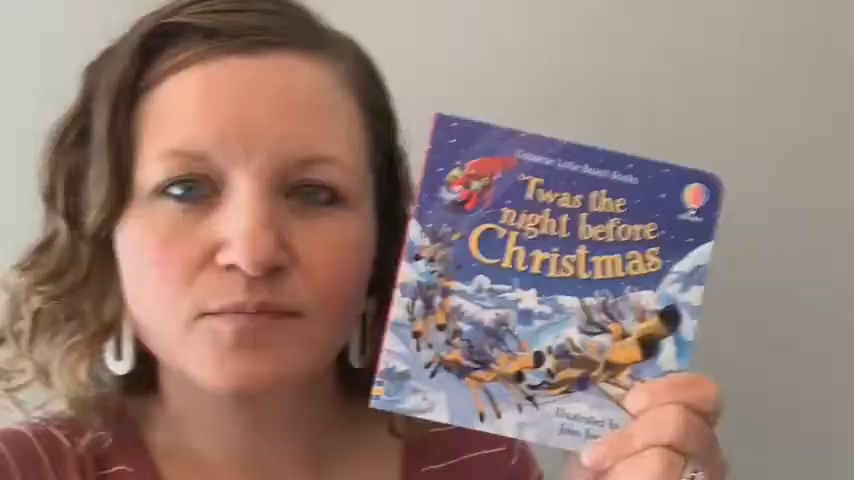 Usborne Little Board Books
'Twas the
night before
Christmas
Illustrated by